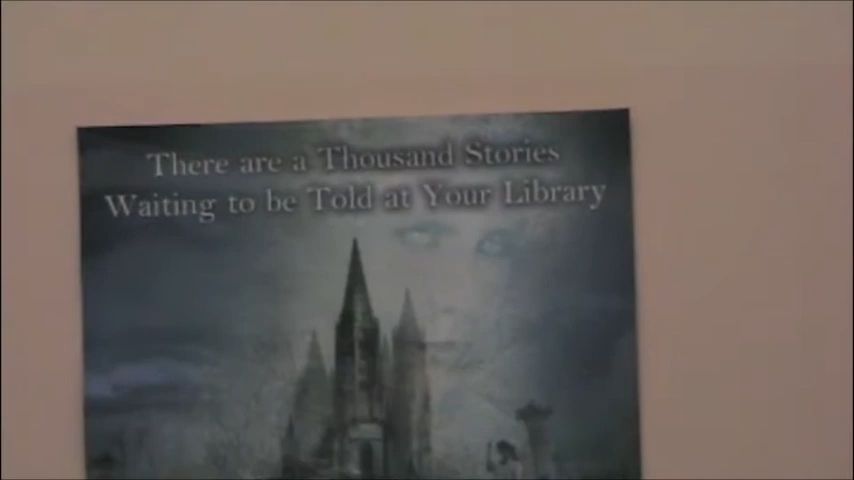 There are a Thousand Stories
Waiting to be Told at Your Library